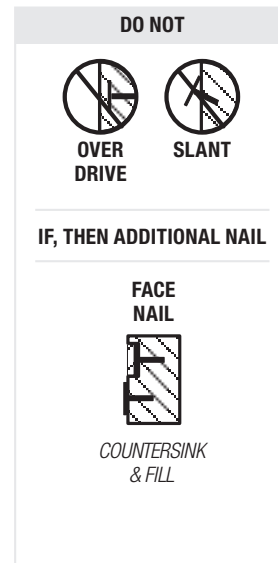 DO NOT
OVER
DRIVE
SLANT
IF, THEN ADDITIONAL NAIL
FACE
NAIL
COUNTERSINK
& FILL